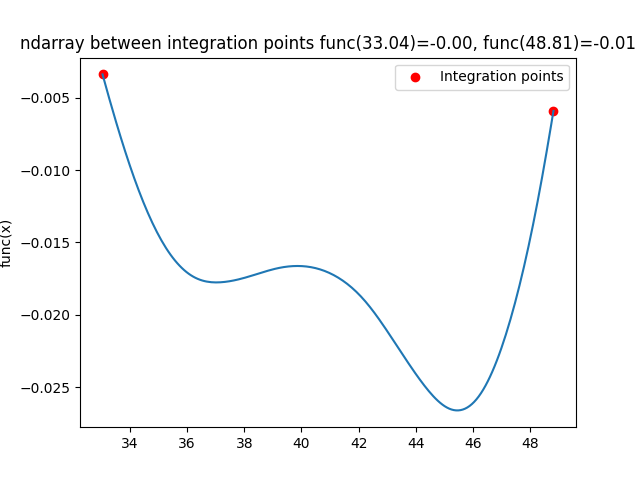 ndarray between integration points func(33.04)=-0.00, func(48.81)=-0.01
Integration points
func(x)
−0.005
−0.010
−0.015
−0.020
−0.025
34 36 38 40 42 44 46 48